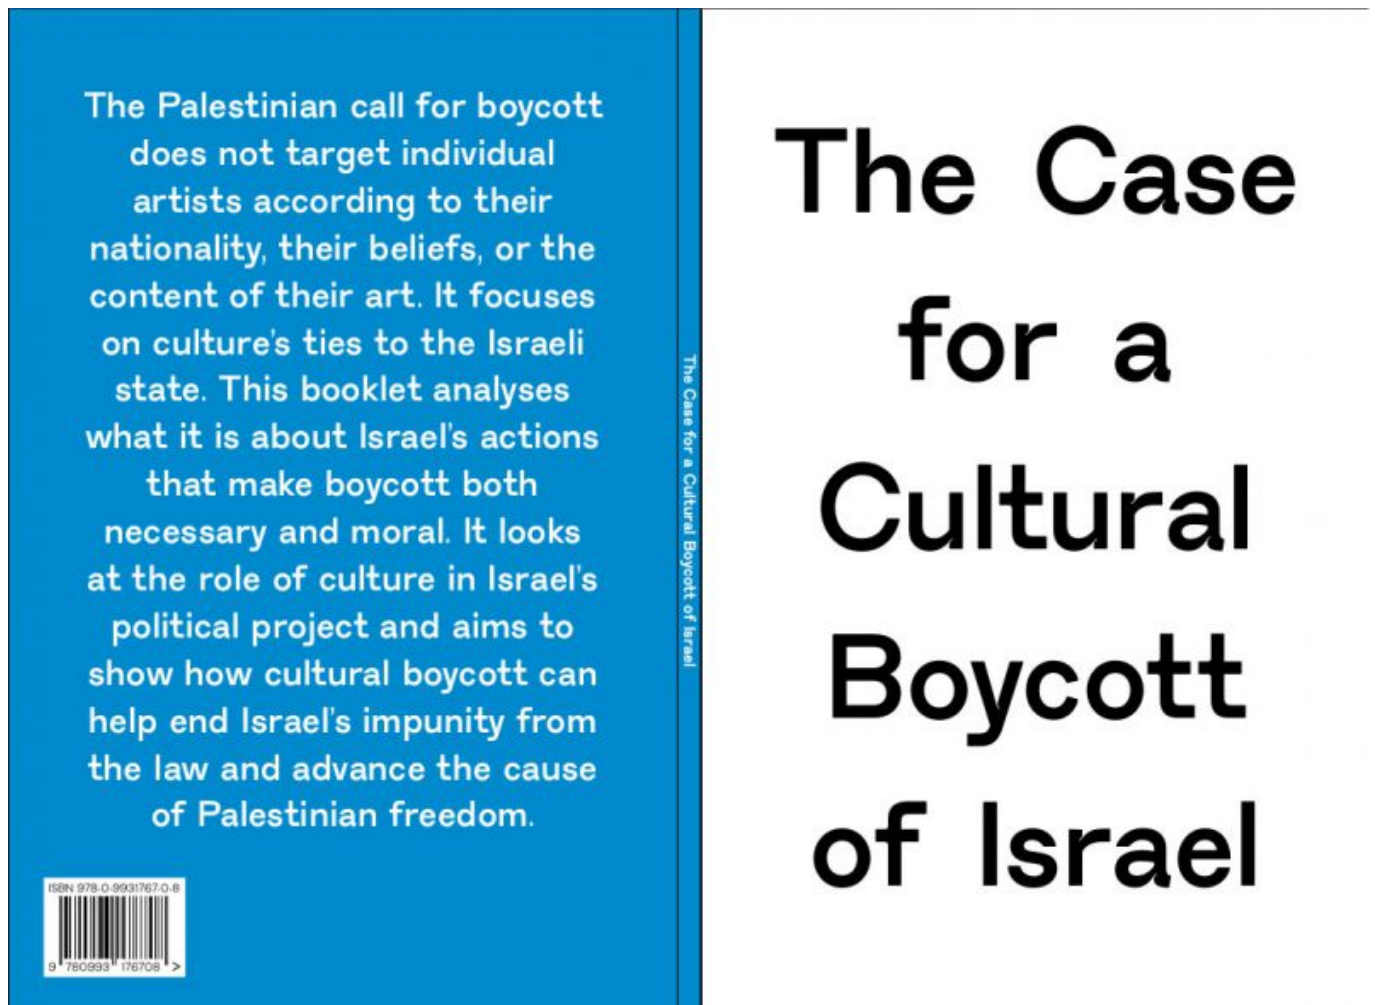 The Palestinian call for boycott
does not target individual
artists according to their
nationality, their beliefs, or the
content of their art. It focuses
on culture's ties to the Israeli
state. This booklet analyses
what it is about Israel's actions
that make boycott both
necessary and moral. It looks
at the role of culture in Israel's
political project and aims to
show how cultural boycott can
help end Israel's impunity from
the law and advance the cause
of Palestinian freedom.
ISBN 978-0-9931767-0-8
9 780993 176708 >
The Case for a Cultural Boycott of Israel
The Case
for a
Cultural
Boycott
of Israel